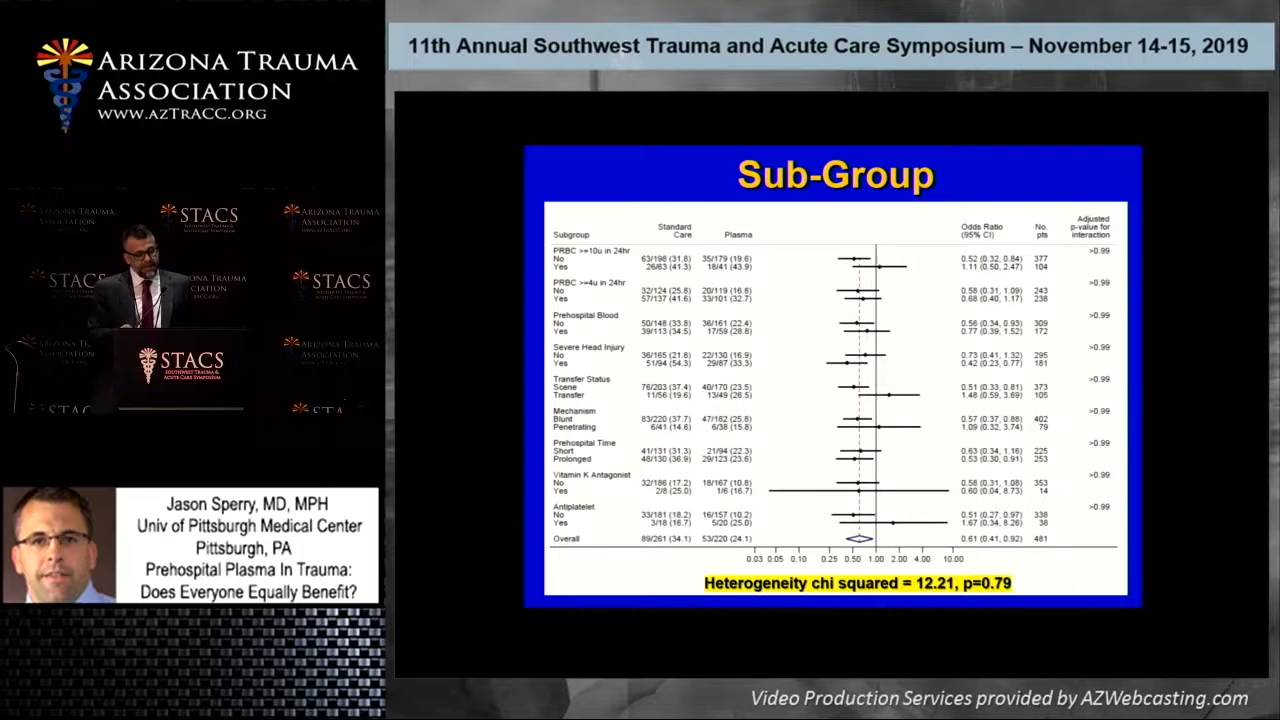 ARIZONA TRAUMA
ASSOCIATION
WWW.AZTRACC.ORG
11th Annual Southwest Trauma and Acute Care Symposium – November 14-15, 2019
STACS
ARIZONA TRAUMA
STACS
STACS
SOUTHWEST TRAUMA
& ACUTE CARE SYMPOSIUM
Jason Sperry, MD, MPH
Univ of Pittsburgh Medical Center
Pittsburgh, PA
Prehospital Plasma In Trauma:
Does Everyone Equally Benefit?
Sub-Group
Subgroup Standard Care Plasma Odds Ratio (95% CI) No. pts Adjusted p-value for interaction
PRBC >=10u in 24hr >0.99
No 63/198 (31.8) 35/179 (19.6) 0.52 (0.32, 0.84) 377
Yes 26/63 (41.3) 18/41 (43.9) 1.11 (0.50, 2.47) 104
PRBC >=4u in 24hr >0.99
No 32/124 (25.8) 20/119 (16.8) 0.58 (0.31, 1.09) 243
Yes 57/137 (41.6) 33/101 (32.7) 0.68 (0.40, 1.17) 238
Prehospital Blood >0.99
No 50/148 (33.8) 36/161 (22.4) 0.56 (0.34, 0.93) 309
Yes 39/113 (34.5) 17/59 (28.8) 0.77 (0.39, 1.52) 172
Severe Head Injury >0.99
No 36/165 (21.8) 22/130 (16.9) 0.73 (0.41, 1.32) 295
Yes 51/94 (54.3) 29/87 (33.3) 0.42 (0.23, 0.77) 181
Transfer Status >0.99
Scene 76/203 (37.4) 40/170 (23.5) 0.51 (0.33, 0.81) 373
Transfer 11/56 (19.6) 13/49 (26.5) 1.48 (0.59, 3.69) 105
Mechanism >0.99
Blunt 83/220 (37.7) 47/182 (25.8) 0.57 (0.37, 0.88) 402
Penetrating 6/41 (14.6) 6/38 (15.8) 1.09 (0.32, 3.74) 79
Prehospital Time >0.99
Short 41/131 (31.3) 21/94 (22.3) 0.63 (0.34, 1.16) 225
Prolonged 48/130 (36.9) 29/123 (23.6) 0.53 (0.30, 0.91) 253
Vitamin K Antagonist >0.99
No 32/186 (17.2) 18/167 (10.8) 0.58 (0.31, 1.08) 353
Yes 2/8 (25.0) 1/6 (16.7) 0.60 (0.04, 8.73) 14
Antiplatelet >0.99
No 33/181 (18.2) 16/157 (10.2) 0.51 (0.27, 0.97) 338
Yes 3/18 (16.7) 5/20 (25.0) 1.67 (0.34, 8.26) 38
Overall 89/261 (34.1) 53/220 (24.1) 0.61 (0.41, 0.92) 481
0.03 0.05 0.10 0.25 0.50 1.00 2.00 4.00 10.00
Heterogeneity chi squared = 12.21, p=0.79
Video Production Services provided by AZWebcasting.com